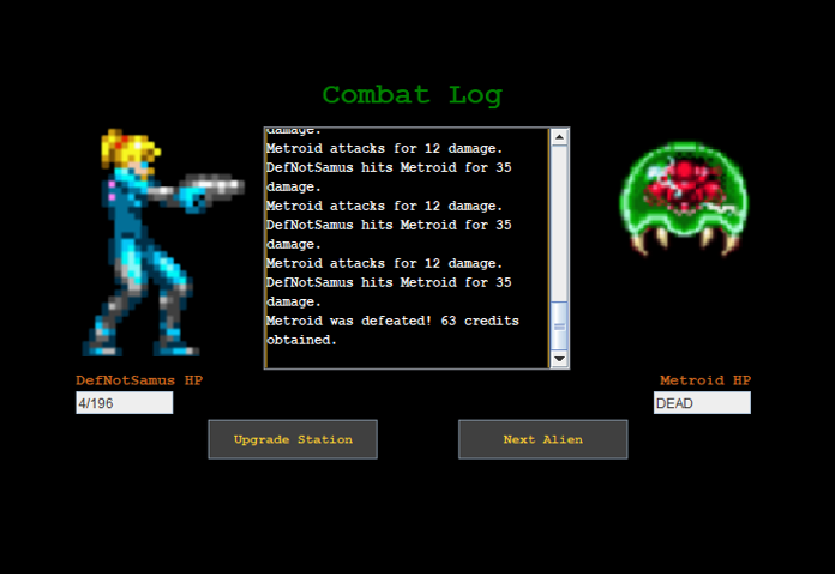 Combat Log
damage.
Metroid attacks for 12 damage.
DefNotSamus hits Metroid for 35
damage.
Metroid attacks for 12 damage.
DefNotSamus hits Metroid for 35
damage.
Metroid attacks for 12 damage.
DefNotSamus hits Metroid for 35
damage.
Metroid was defeated! 63 credits
obtained.
DefNotSamus HP
4/196
Metroid HP
DEAD
Upgrade Station
Next Alien